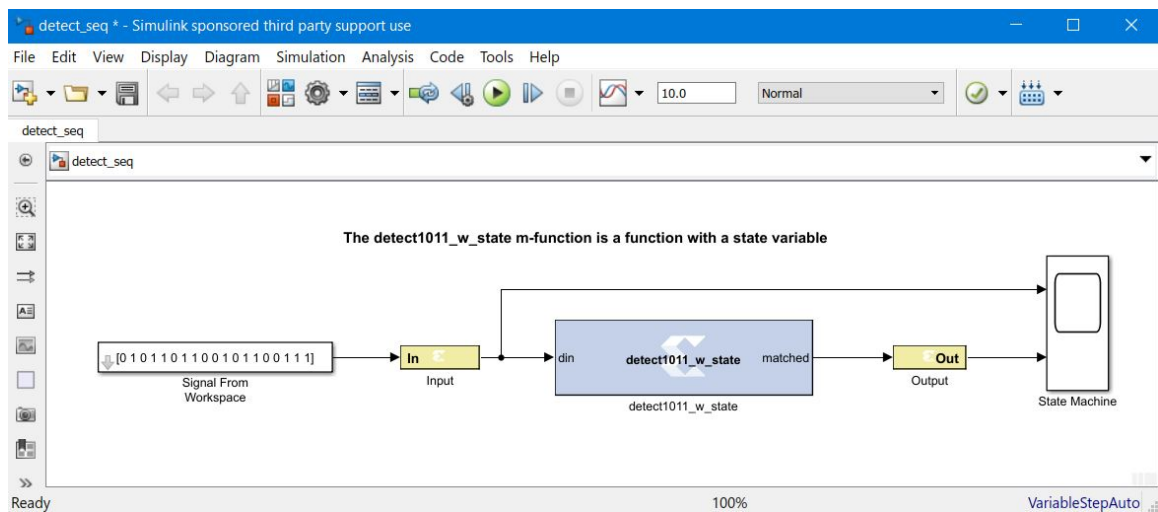 detect_seq * - Simulink sponsored third party support use
File Edit View Display Diagram Simulation Analysis Code Tools Help
10.0 Normal
detect_seq
detect_seq
The detect1011_w_state m-function is a function with a state variable
[0 1 0 1 1 0 1 1 0 0 1 0 1 1 0 0 1 1 1]
Signal From
Workspace
In
Input
din detect1011_w_state matched
detect1011_w_state
Out
Output
State Machine
Ready 100% VariableStepAuto